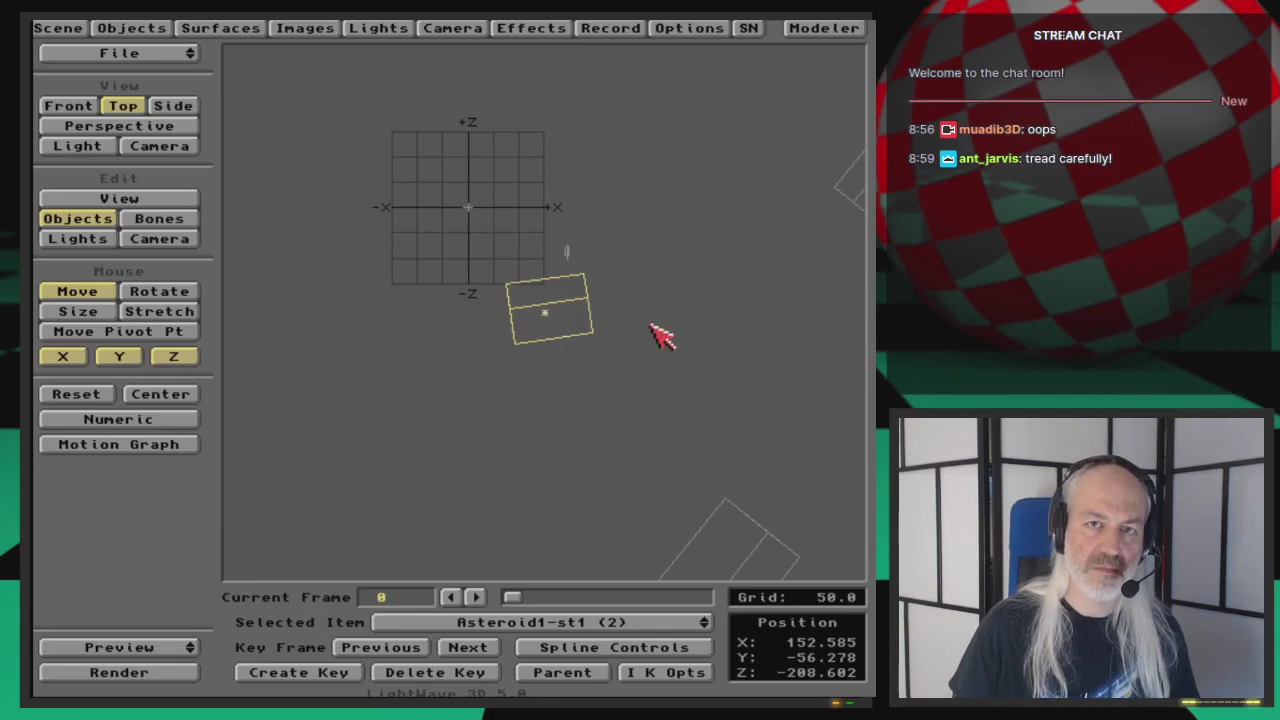 Scene Objects Surfaces Images Lights Camera Effects Record Options SN Modeler
File
View
Front Top Side
Perspective
Light Camera
Edit
View
Objects Bones
Lights Camera
Mouse
Move Rotate
Size Stretch
Move Pivot Pt
X Y Z
Reset Center
Numeric
Motion Graph
Preview
Render
+Z
-X +X
-Z
Current Frame 0 Grid: 50.0
Selected Item Asteroid1-st1 (2) Position
Key Frame Previous Next Spline Controls
Create Key Delete Key Parent I K Opts
X: 152.585
Y: -56.278
Z: -208.602
LightWave 3D 5.0
STREAM CHAT
Welcome to the chat room!
New
8:56 muadib3D: oops
8:59 ant_jarvis: tread carefully!